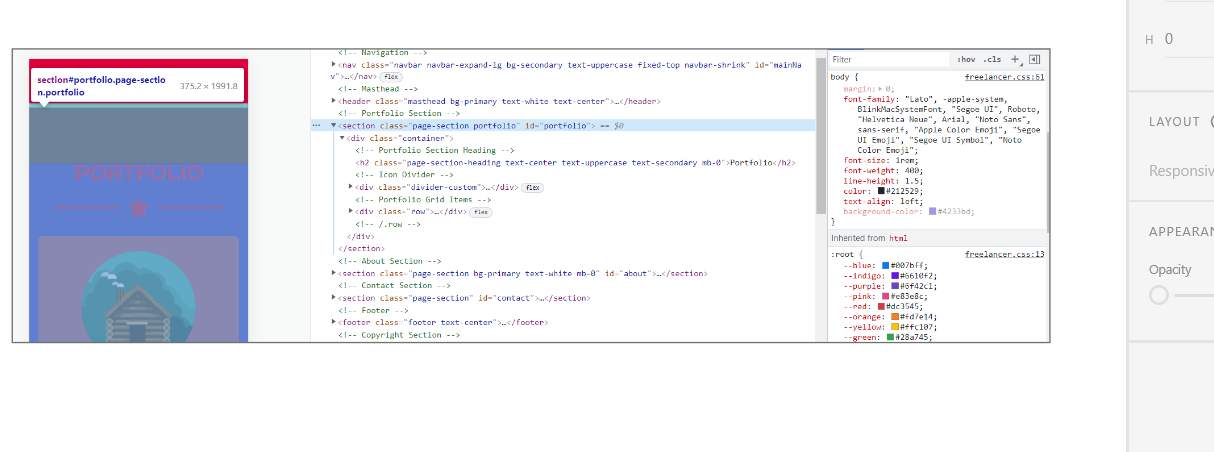 section#portfolio.page-sectio
n.portfolio
375.2 × 1991.8
PORTFOLIO
<!-- Navigation -->
<nav class="navbar navbar-expand-lg bg-secondary text-uppercase fixed-top navbar-shrink" id="mainNa
v">…</nav> flex
<!-- Masthead -->
<header class="masthead bg-primary text-white text-center">…</header>
<!-- Portfolio Section -->
<section class="page-section portfolio" id="portfolio"> == $0
<div class="container">
<!-- Portfolio Section Heading -->
<h2 class="page-section-heading text-center text-uppercase text-secondary mb-0">Portfolio</h2>
<!-- Icon Divider -->
<div class="divider-custom">…</div> flex
<!-- Portfolio Grid Items -->
<div class="row">…</div> flex
<!-- /.row -->
</div>
</section>
<!-- About Section -->
<section class="page-section bg-primary text-white mb-0" id="about">…</section>
<!-- Contact Section -->
<section class="page-section" id="contact">…</section>
<!-- Footer -->
<footer class="footer text-center">…</footer>
<!-- Copyright Section -->
Filter :hov .cls +
body { freelancer.css:61
margin: 0;
font-family: "Lato", -apple-system,
BlinkMacSystemFont, "Segoe UI", Roboto,
"Helvetica Neue", Arial, "Noto Sans",
sans-serif, "Apple Color Emoji", "Segoe
UI Emoji", "Segoe UI Symbol", "Noto
Color Emoji";
font-size: 1rem;
font-weight: 400;
line-height: 1.5;
color: #212529;
text-align: left;
background-color: #4233bd;
}
Inherited from html
:root { freelancer.css:13
--blue: #007bff;
--indigo: #6610f2;
--purple: #6f42c1;
--pink: #e83e8c;
--red: #dc3545;
--orange: #fd7e14;
--yellow: #ffc107;
--green: #28a745;
H 0
LAYOUT
Responsiv
APPEARAN
Opacity